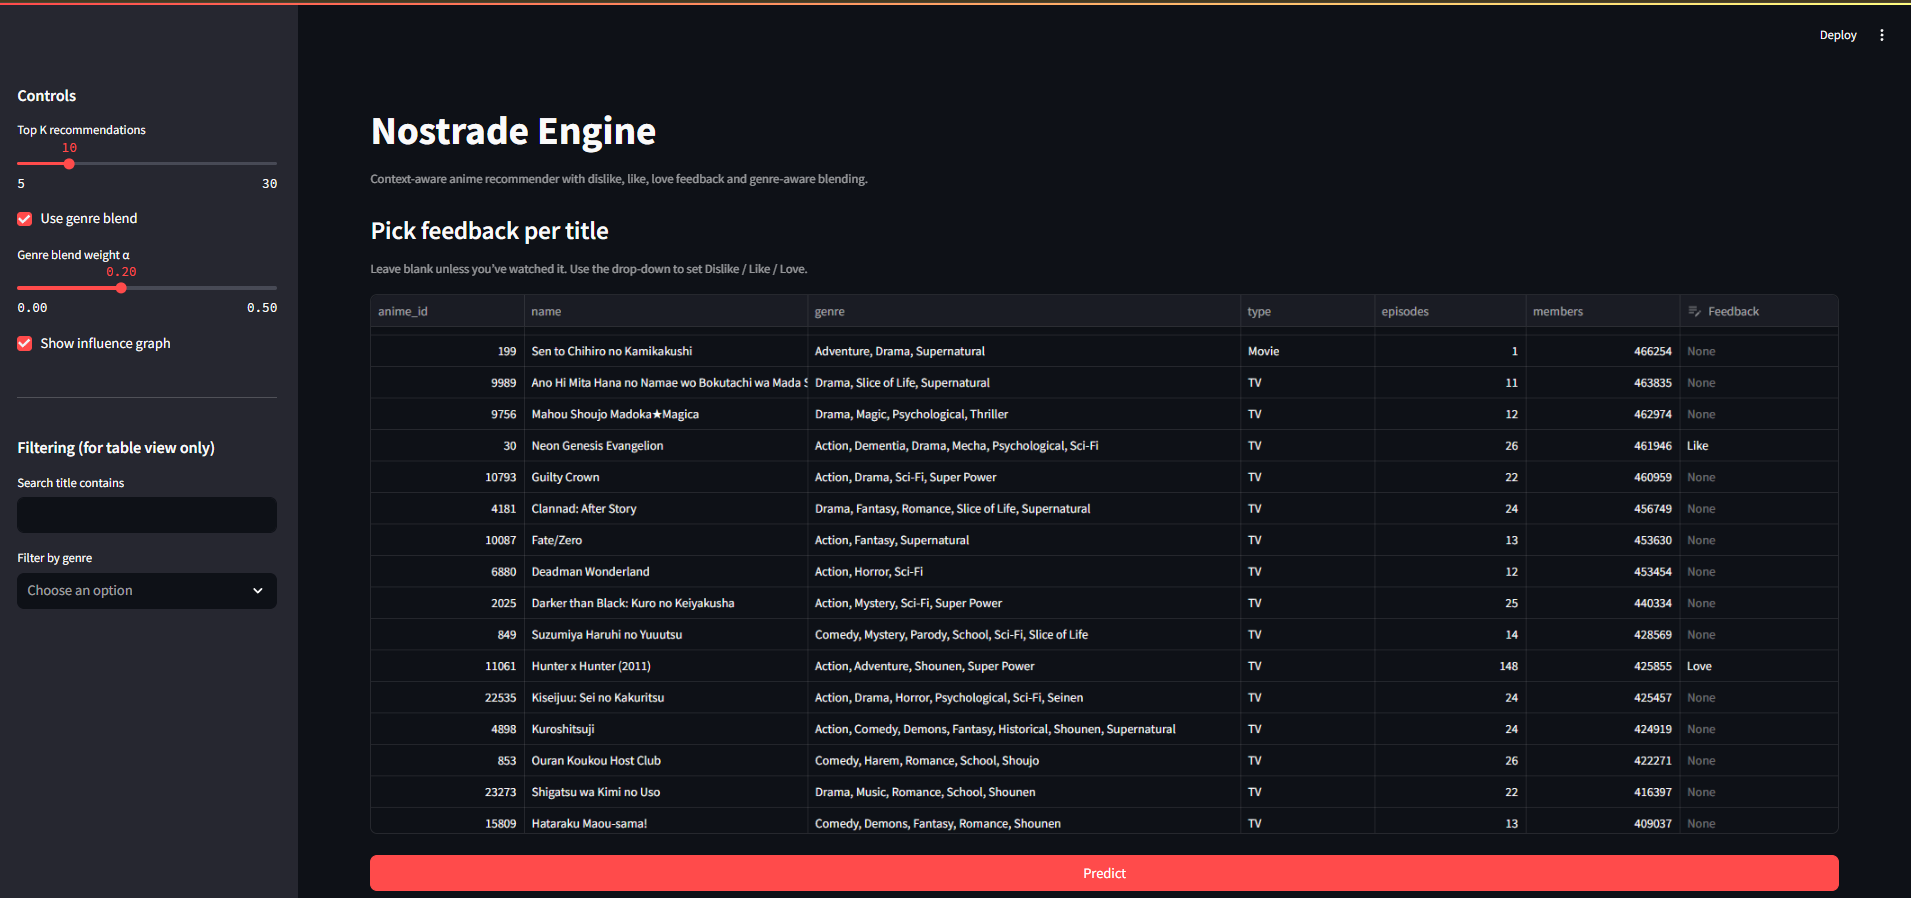 Deploy
Controls
Top K recommendations
10
5 30
Use genre blend
Genre blend weight α
0.20
0.00 0.50
Show influence graph
Filtering (for table view only)
Search title contains
Filter by genre
Choose an option
Nostrade Engine
Context-aware anime recommender with dislike, like, love feedback and genre-aware blending.
Pick feedback per title
Leave blank unless you've watched it. Use the drop-down to set Dislike / Like / Love.
anime_id name genre type episodes members Feedback
199 Sen to Chihiro no Kamikakushi Adventure, Drama, Supernatural Movie 1 466254 None
9989 Ano Hi Mita Hana no Namae wo Bokutachi wa Mada S Drama, Slice of Life, Supernatural TV 11 463835 None
9756 Mahou Shoujo Madoka★Magica Drama, Magic, Psychological, Thriller TV 12 462974 None
30 Neon Genesis Evangelion Action, Dementia, Drama, Mecha, Psychological, Sci-Fi TV 26 461946 Like
10793 Guilty Crown Action, Drama, Sci-Fi, Super Power TV 22 460959 None
4181 Clannad: After Story Drama, Fantasy, Romance, Slice of Life, Supernatural TV 24 456749 None
10087 Fate/Zero Action, Fantasy, Supernatural TV 13 453630 None
6880 Deadman Wonderland Action, Horror, Sci-Fi TV 12 453454 None
2025 Darker than Black: Kuro no Keiyakusha Action, Mystery, Sci-Fi, Super Power TV 25 440334 None
849 Suzumiya Haruhi no Yuuutsu Comedy, Mystery, Parody, School, Sci-Fi, Slice of Life TV 14 428569 None
11061 Hunter x Hunter (2011) Action, Adventure, Shounen, Super Power TV 148 425855 Love
22535 Kiseijuu: Sei no Kakuritsu Action, Drama, Horror, Psychological, Sci-Fi, Seinen TV 24 425457 None
4898 Kuroshitsuji Action, Comedy, Demons, Fantasy, Historical, Shounen, Supernatural TV 24 424919 None
853 Ouran Koukou Host Club Comedy, Harem, Romance, School, Shoujo TV 26 422271 None
23273 Shigatsu wa Kimi no Uso Drama, Music, Romance, School, Shounen TV 22 416397 None
15809 Hataraku Maou-sama! Comedy, Demons, Fantasy, Romance, Shounen TV 13 409037 None
Predict